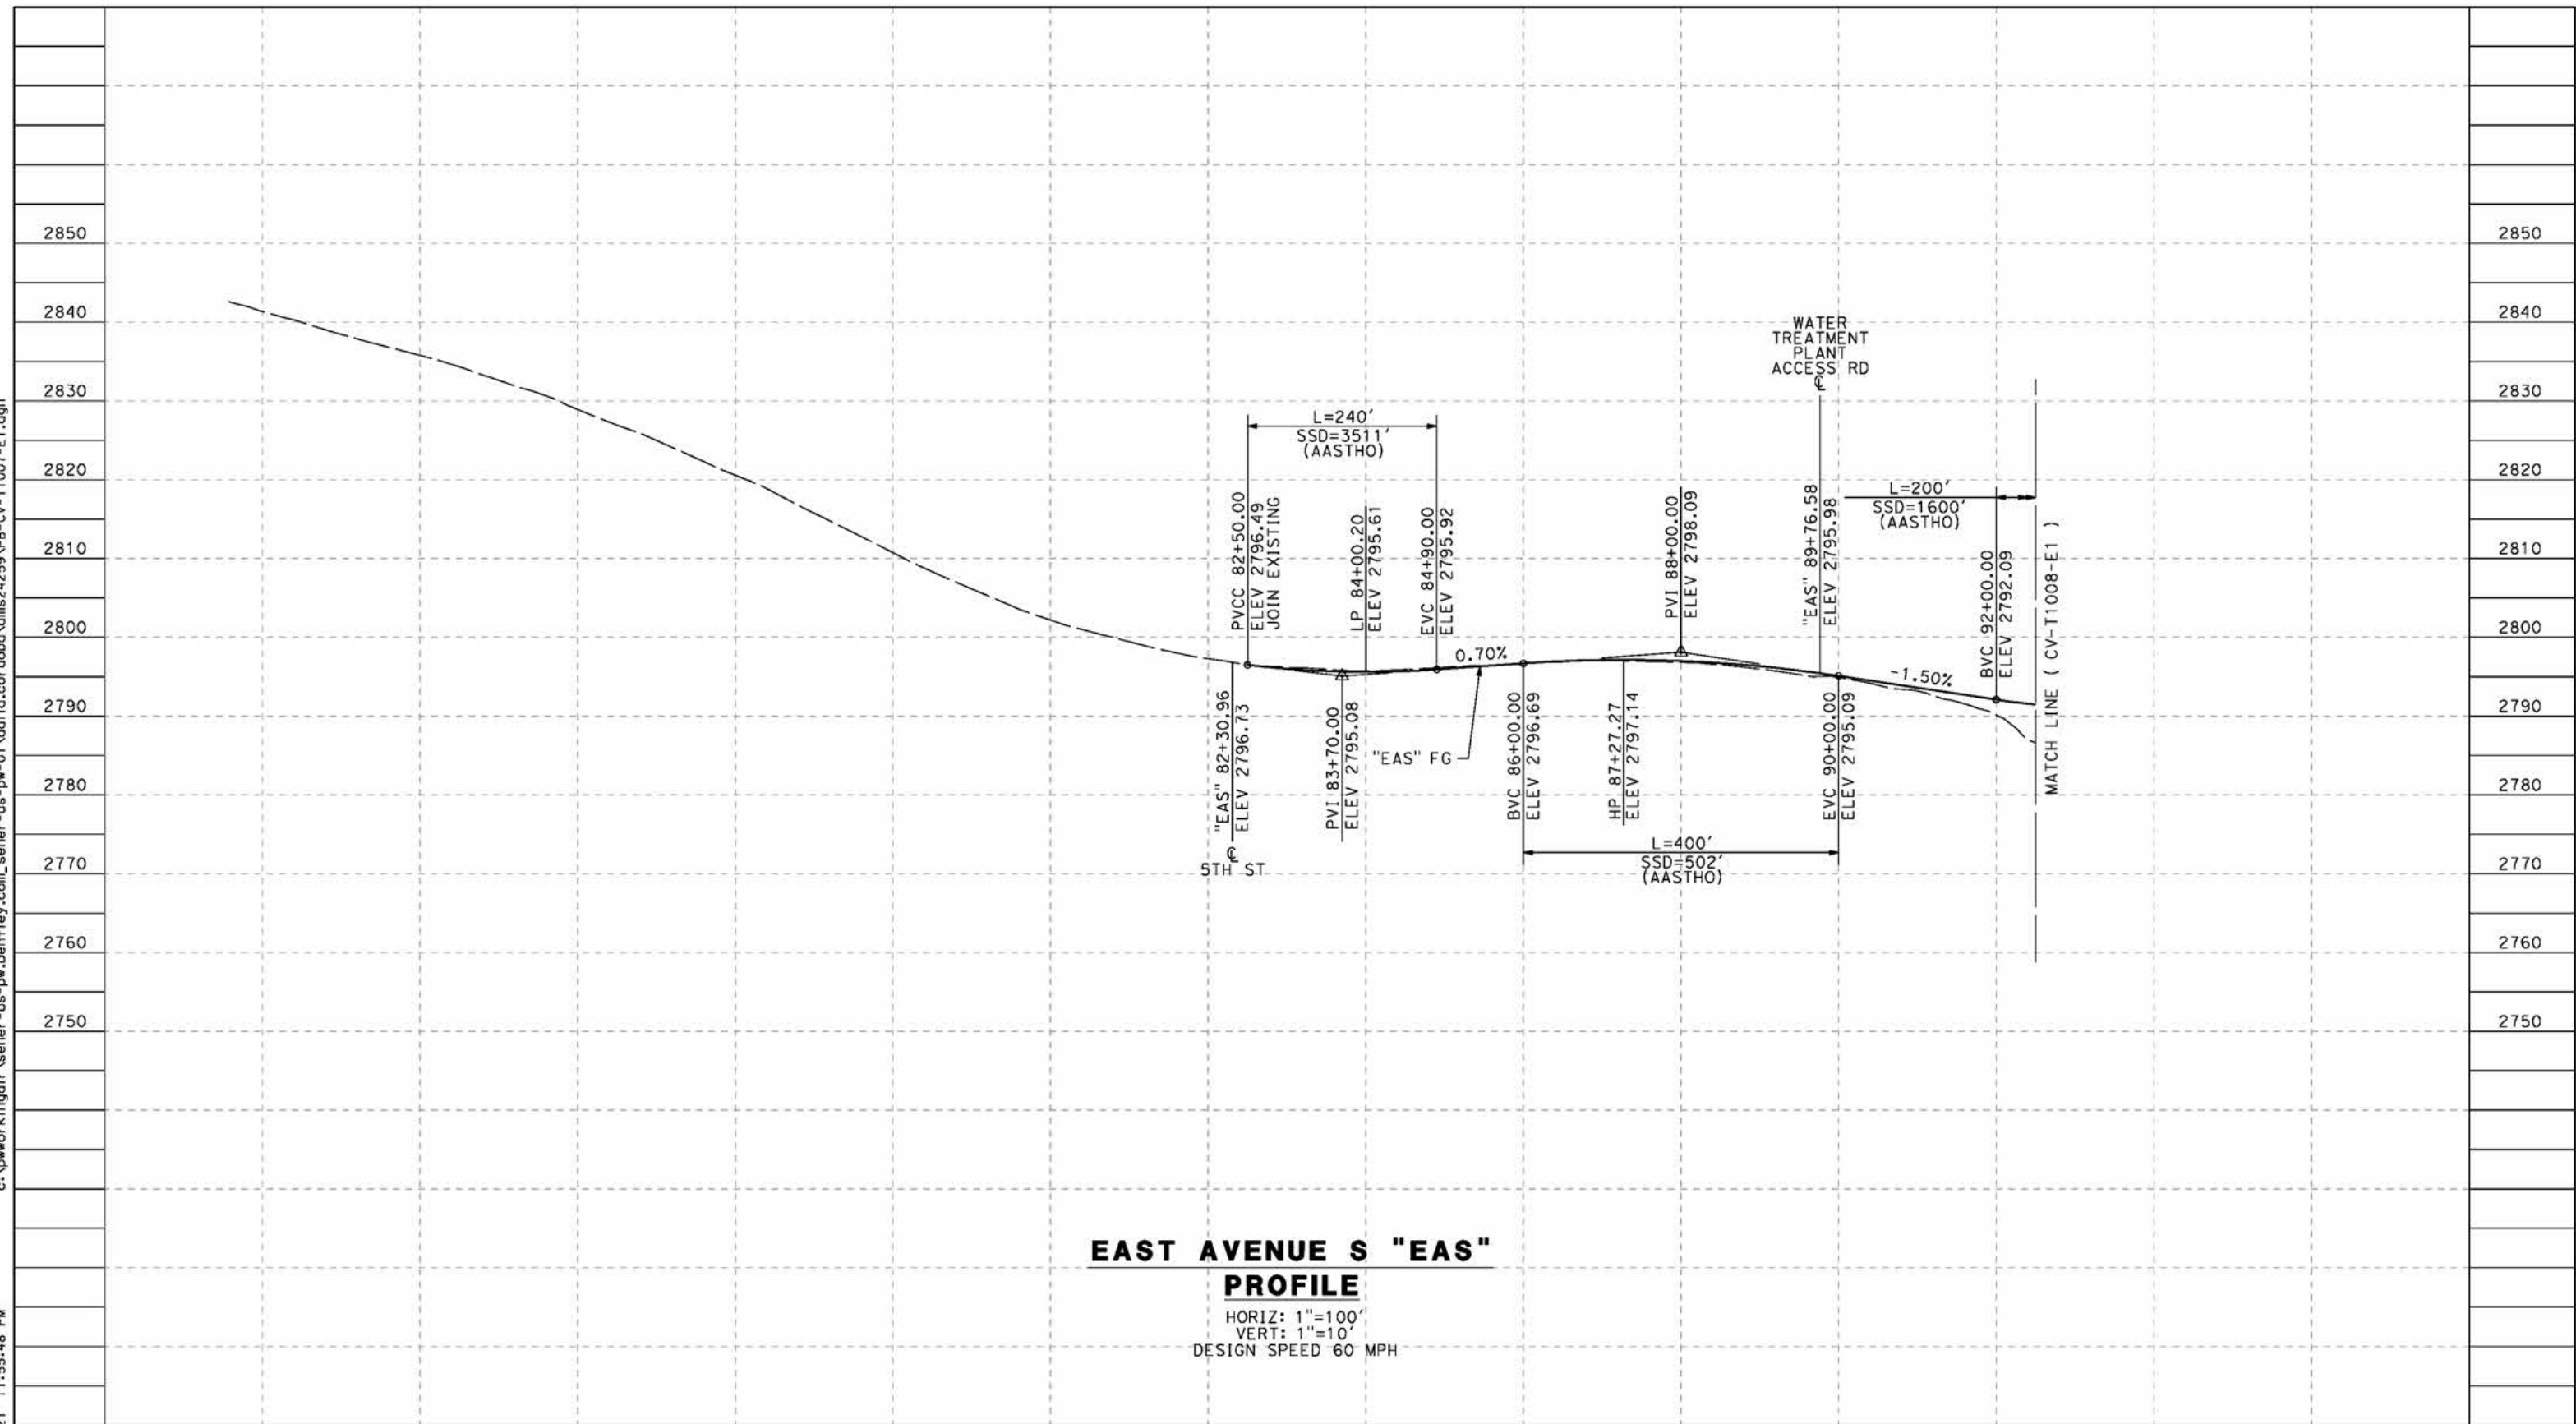 2850
2840
2830
2820
2810
2800
2790
2780
2770
2760
2750
2850
2840
2830
2820
2810
2800
2790
2780
2770
2760
2750
L=240'
SSD=3511'
(AASTHO)
PVCC 82+50.00
ELEV 2796.49
JOIN EXISTING
LP 84+00.20
ELEV 2795.61
EVC 84+90.00
ELEV 2795.92
0.70%
PVI 88+00.00
ELEV 2798.09
WATER
TREATMENT
PLANT
ACCESS RD
℄
"EAS" 89+76.58
ELEV 2795.98
L=200'
SSD=1600'
(AASTHO)
BVC 92+00.00
ELEV 2792.09
-1.50%
MATCH LINE ( CV-T1008-E1 )
"EAS" 82+30.96
ELEV 2796.73
℄
5TH ST
PVI 83+70.00
ELEV 2795.08
"EAS" FG
BVC 86+00.00
ELEV 2796.69
HP 87+27.27
ELEV 2797.14
EVC 90+00.00
ELEV 2795.09
L=400'
SSD=502'
(AASTHO)
EAST AVENUE S "EAS"
PROFILE
HORIZ: 1"=100'
VERT: 1"=10'
DESIGN SPEED 60 MPH